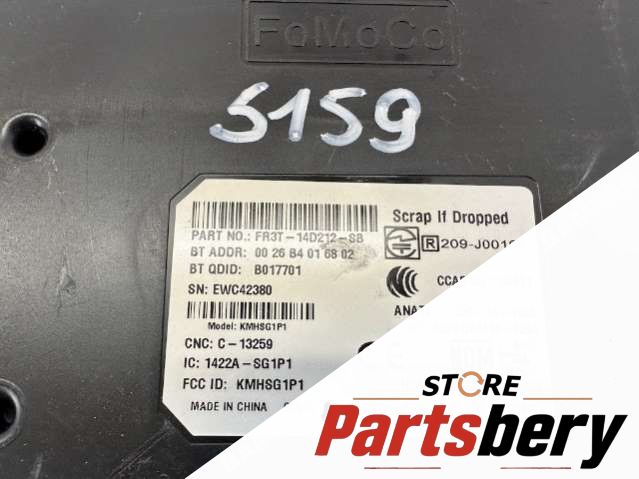 FoMoCo
5159
PART NO.: FR3T-14D212-SB
Scrap If Dropped
BT ADDR: 00 26 B4 01 68 02
R 209-J001
BT QDID: B017701
SN: EWC42380
Model: KMHSG1P1
CNC: C-13259
IC: 1422A-SG1P1
FCC ID: KMHSG1P1
MADE IN CHINA
STORE
Partsbery